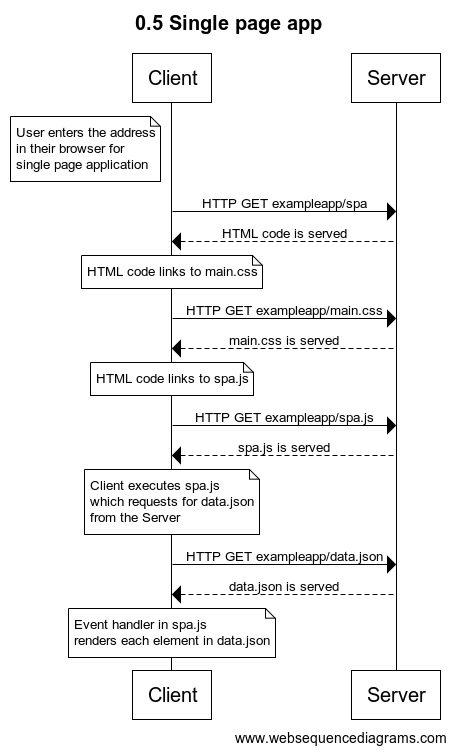 0.5 Single page app
Client
Server
User enters the address
in their browser for
single page application
HTTP GET exampleapp/spa
HTML code is served
HTML code links to main.css
HTTP GET exampleapp/main.css
main.css is served
HTML code links to spa.js
HTTP GET exampleapp/spa.js
spa.js is served
Client executes spa.js
which requests for data.json
from the Server
HTTP GET exampleapp/data.json
data.json is served
Event handler in spa.js
renders each element in data.json
Client
Server
www.websequencediagrams.com